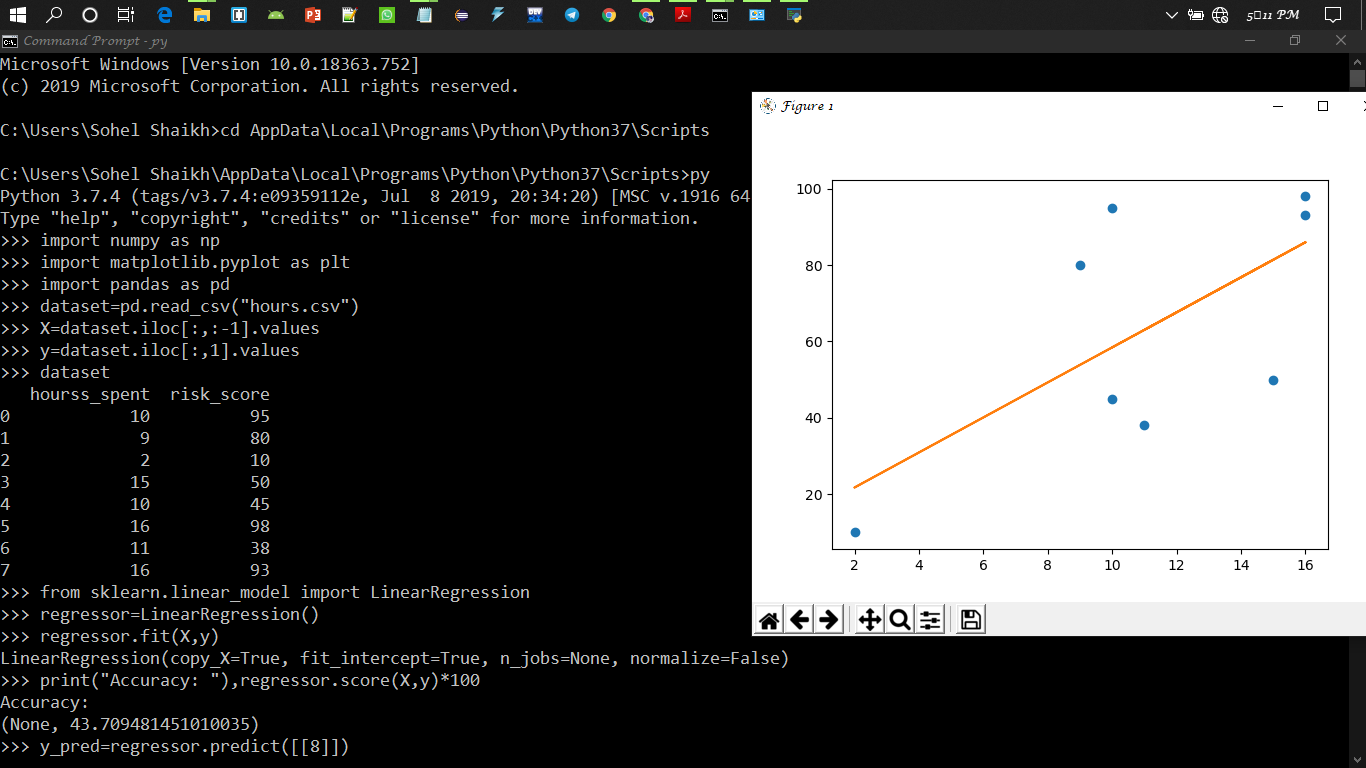 5▯11 PM
Command Prompt - py
Microsoft Windows [Version 10.0.18363.752]
(c) 2019 Microsoft Corporation. All rights reserved.
C:\Users\Sohel Shaikh>cd AppData\Local\Programs\Python\Python37\Scripts
C:\Users\Sohel Shaikh\AppData\Local\Programs\Python\Python37\Scripts>py
Python 3.7.4 (tags/v3.7.4:e09359112e, Jul  8 2019, 20:34:20) [MSC v.1916 64
Type "help", "copyright", "credits" or "license" for more information.
>>> import numpy as np
>>> import matplotlib.pyplot as plt
>>> import pandas as pd
>>> dataset=pd.read_csv("hours.csv")
>>> X=dataset.iloc[:,:-1].values
>>> y=dataset.iloc[:,1].values
>>> dataset
   hourss_spent  risk_score
0            10          95
1             9          80
2             2          10
3            15          50
4            10          45
5            16          98
6            11          38
7            16          93
>>> from sklearn.linear_model import LinearRegression
>>> regressor=LinearRegression()
>>> regressor.fit(X,y)
LinearRegression(copy_X=True, fit_intercept=True, n_jobs=None, normalize=False)
>>> print("Accuracy: "),regressor.score(X,y)*100
Accuracy:
(None, 43.709481451010035)
>>> y_pred=regressor.predict([[8]])
Figure 1
100
80
60
40
20
2 4 6 8 10 12 14 16